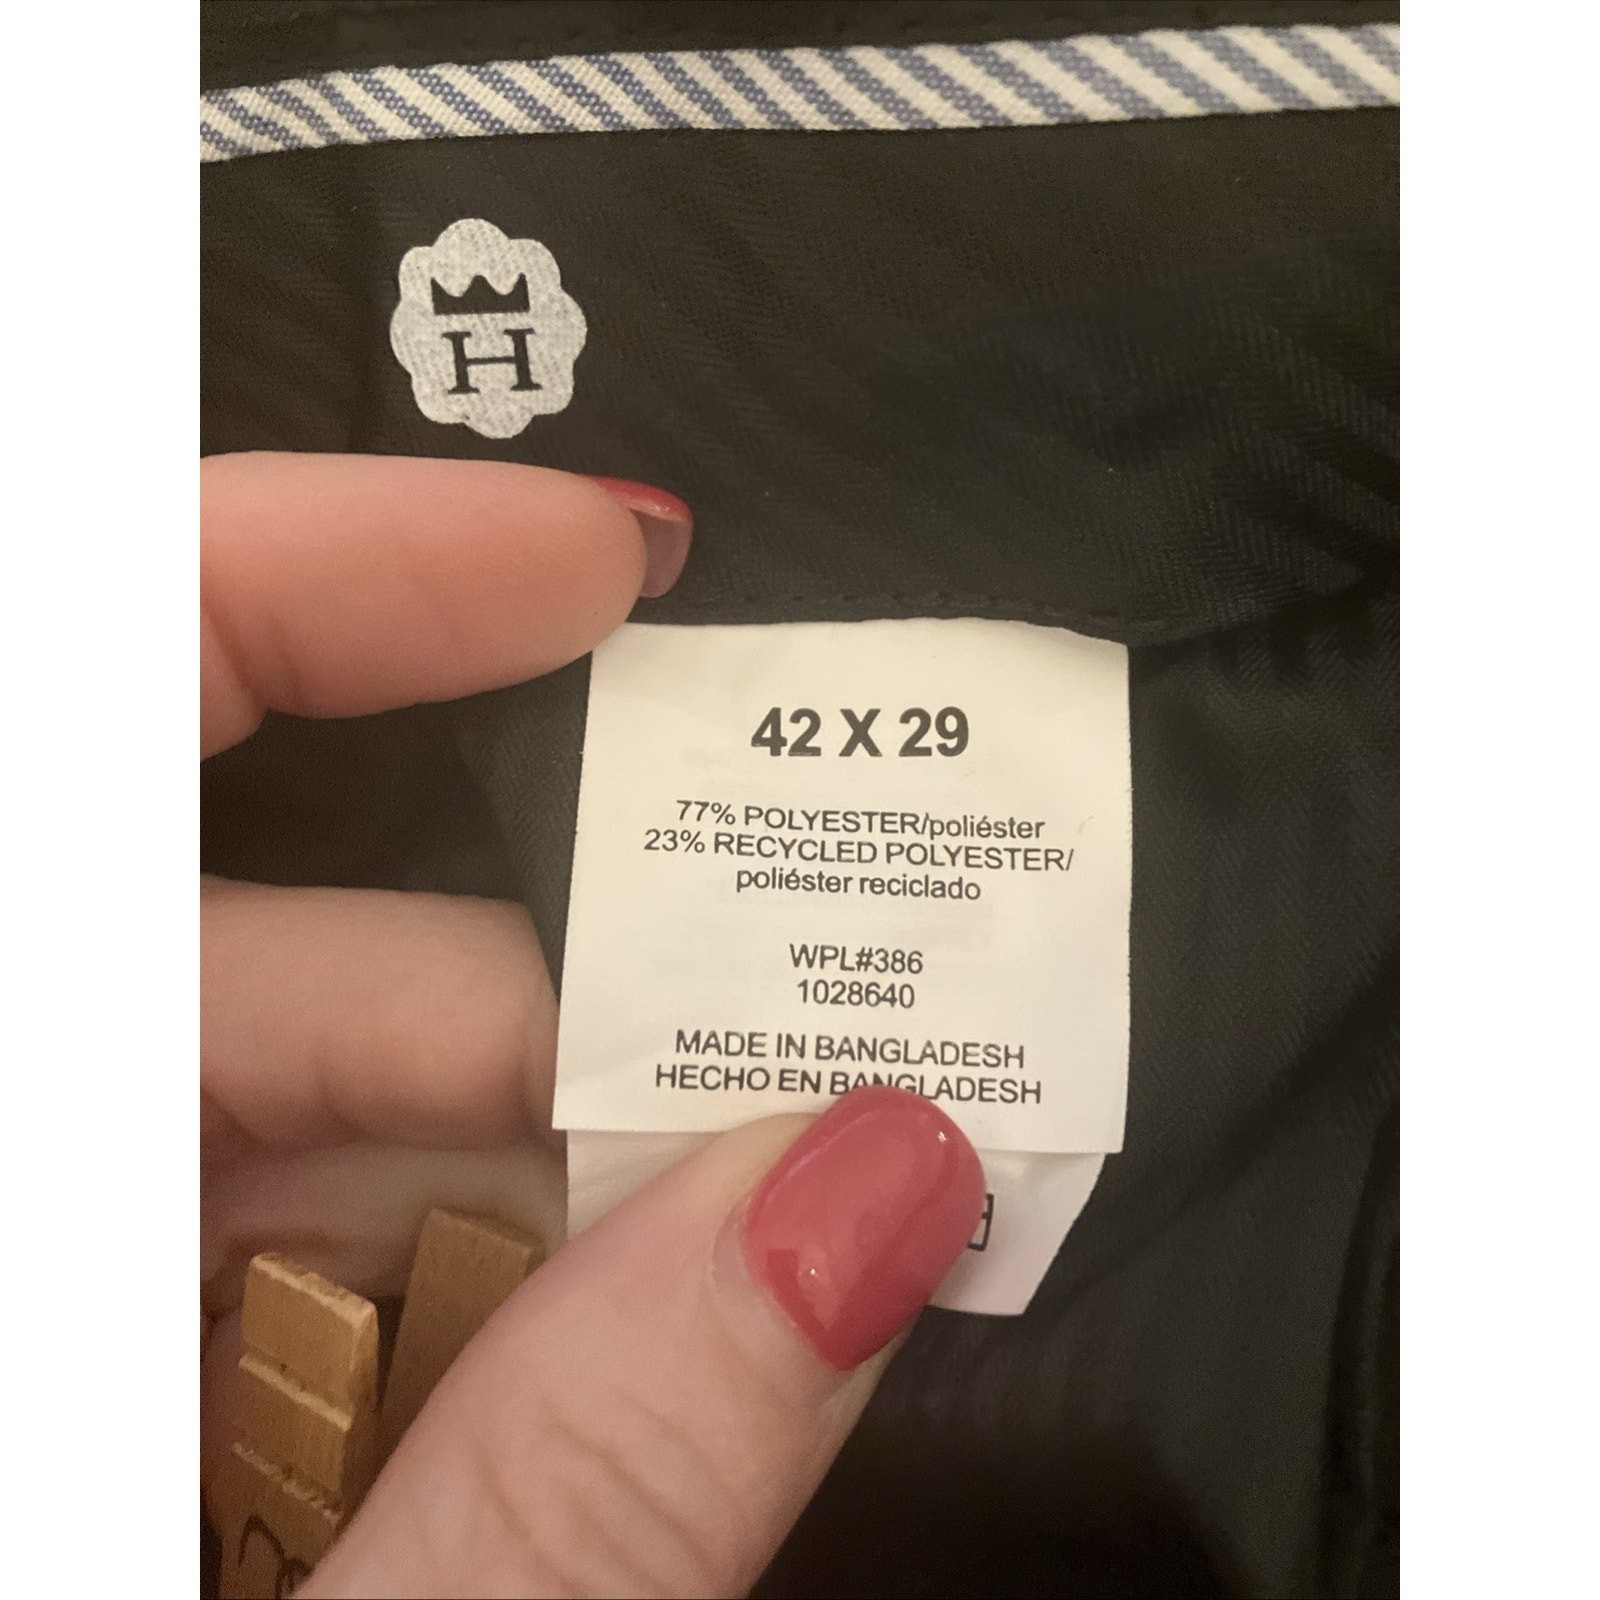 H
42 X 29
77% POLYESTER/poliéster
23% RECYCLED POLYESTER/
poliéster reciclado
WPL#386
1028640
MADE IN BANGLADESH
HECHO EN BANGLADESH